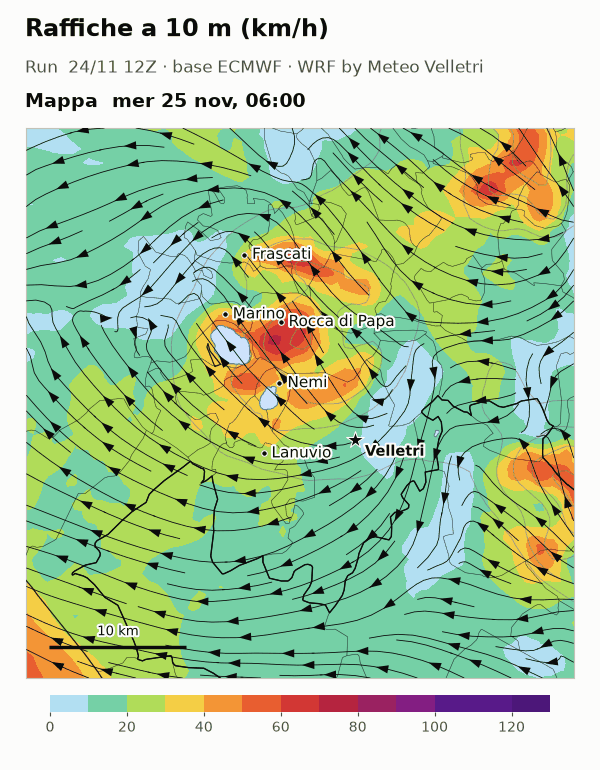 Raffiche a 10 m (km/h)
Run  24/11 12Z · base ECMWF · WRF by Meteo Velletri
Mappa  mer 25 nov, 06:00
Frascati
Marino
Rocca di Papa
Nemi
Velletri
Lanuvio
10 km
0 20 40 60 80 100 120